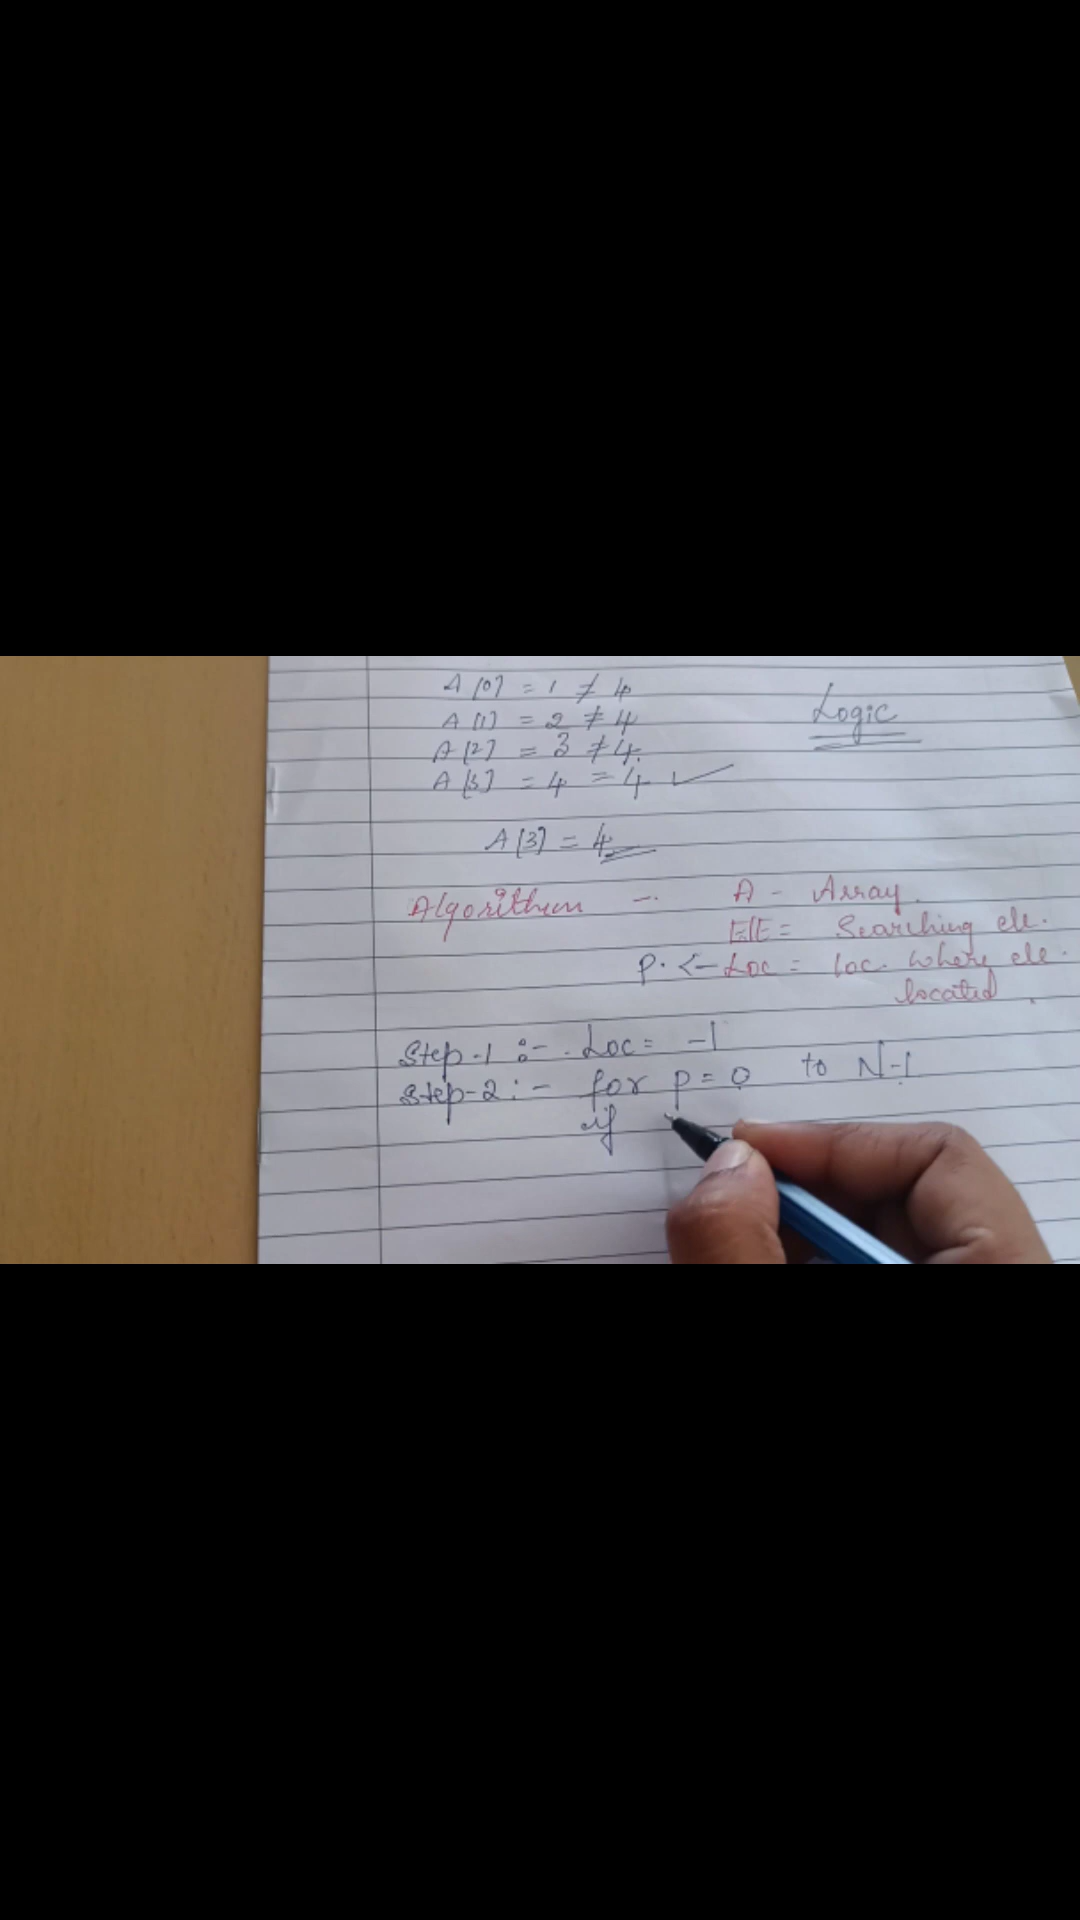 A[0] = 1 ≠ 4
Logic
A[1] = 2 ≠ 4
A[2] = 3 ≠ 4.
A[3] = 4 = 4 ✓
A[3] = 4
Algorithm - A - Array.
ELE = Searching ele.
P. <- Loc = loc. where ele.
located.
Step-1 :- Loc = -1
Step-2 :- for P = 0 to N-1
if